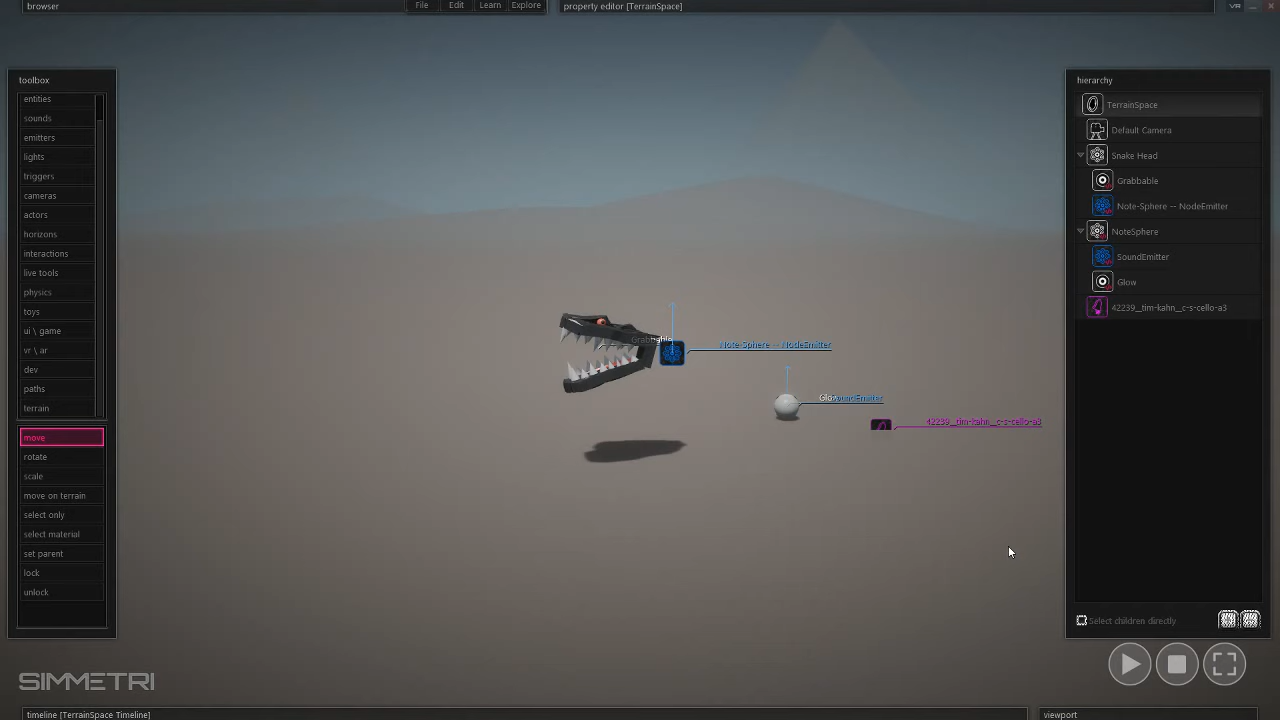 browser
File
Edit
Learn
Explore
property editor [TerrainSpace]
VR
toolbox
entities
sounds
emitters
lights
triggers
cameras
actors
horizons
interactions
live tools
physics
toys
ui \ game
vr \ ar
dev
paths
terrain
move
rotate
scale
move on terrain
select only
select material
set parent
lock
unlock
SIMMETRI
Grabbable
Note-Sphere -- NodeEmitter
Glow
SoundEmitter
42239__tim-kahn__c-s-cello-a3
hierarchy
TerrainSpace
Default Camera
Snake Head
Grabbable
Note-Sphere -- NodeEmitter
NoteSphere
SoundEmitter
Glow
42239__tim-kahn__c-s-cello-a3
Select children directly
timeline [TerrainSpace Timeline]
viewport